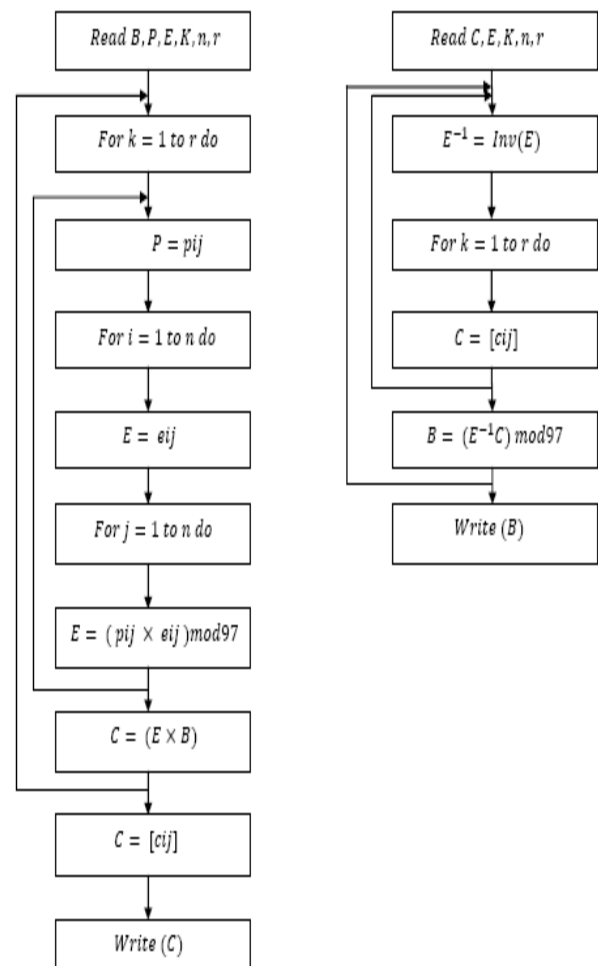 Read B, P, E, K, n, r
For k = 1 to r do
P = pij
For i = 1 to n do
E = eij
For j = 1 to n do
E = ( pij × eij )mod97
C = (E × B)
C = [cij]
Write (C)
Read C, E, K, n, r
E⁻¹ = Inv(E)
For k = 1 to r do
C = [cij]
B = (E⁻¹C) mod97
Write (B)